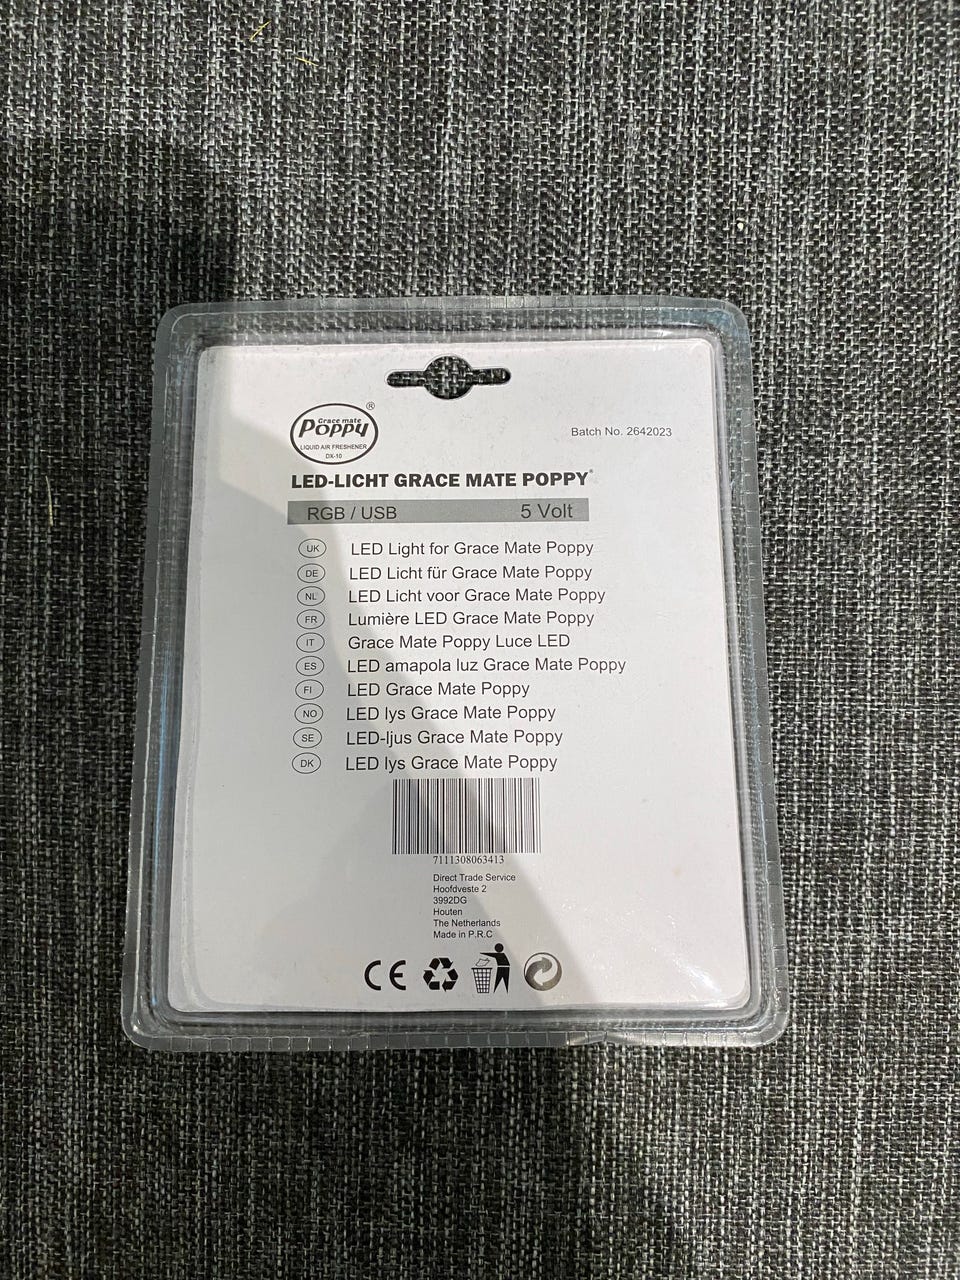 Grace mate
Poppy ®
LIQUID AIR FRESHENER
DX-10
Batch No. 2642023
LED-LICHT GRACE MATE POPPY®
RGB / USB 5 Volt
UK LED Light for Grace Mate Poppy
DE LED Licht für Grace Mate Poppy
NL LED Licht voor Grace Mate Poppy
FR Lumière LED Grace Mate Poppy
IT Grace Mate Poppy Luce LED
ES LED amapola luz Grace Mate Poppy
FI LED Grace Mate Poppy
NO LED lys Grace Mate Poppy
SE LED-ljus Grace Mate Poppy
DK LED lys Grace Mate Poppy
7111308063413
Direct Trade Service
Hoofdveste 2
3992DG
Houten
The Netherlands
Made in P.R.C
CE